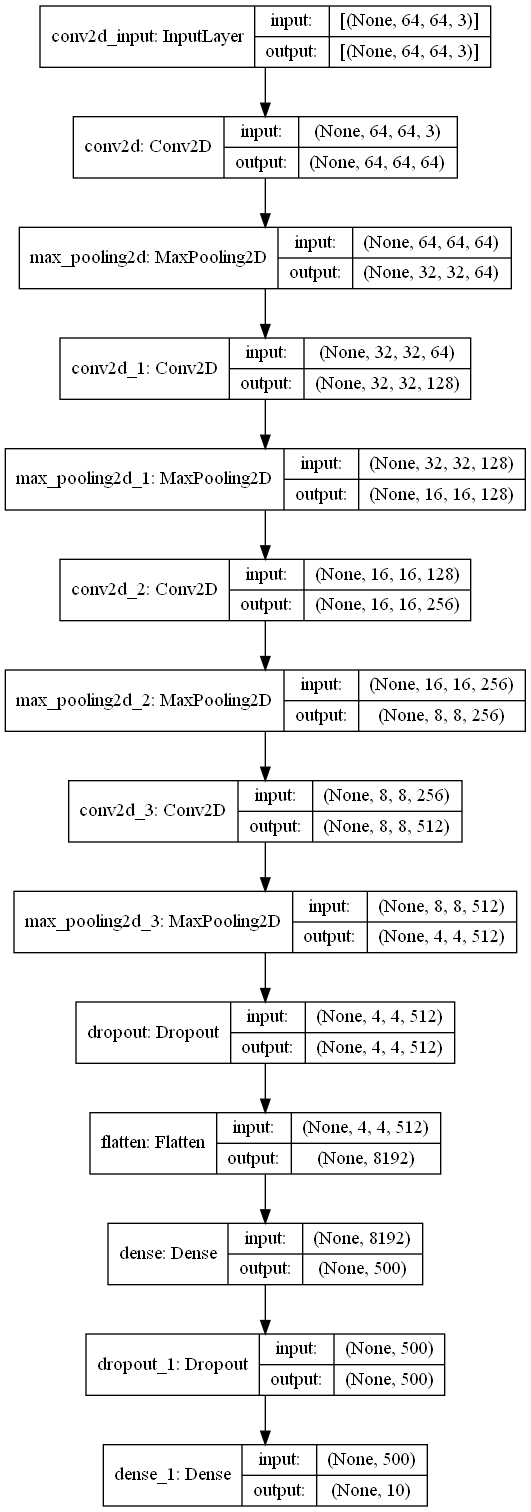 conv2d_input: InputLayer
input:
[(None, 64, 64, 3)]
output:
[(None, 64, 64, 3)]
conv2d: Conv2D
input:
(None, 64, 64, 3)
output:
(None, 64, 64, 64)
max_pooling2d: MaxPooling2D
input:
(None, 64, 64, 64)
output:
(None, 32, 32, 64)
conv2d_1: Conv2D
input:
(None, 32, 32, 64)
output:
(None, 32, 32, 128)
max_pooling2d_1: MaxPooling2D
input:
(None, 32, 32, 128)
output:
(None, 16, 16, 128)
conv2d_2: Conv2D
input:
(None, 16, 16, 128)
output:
(None, 16, 16, 256)
max_pooling2d_2: MaxPooling2D
input:
(None, 16, 16, 256)
output:
(None, 8, 8, 256)
conv2d_3: Conv2D
input:
(None, 8, 8, 256)
output:
(None, 8, 8, 512)
max_pooling2d_3: MaxPooling2D
input:
(None, 8, 8, 512)
output:
(None, 4, 4, 512)
dropout: Dropout
input:
(None, 4, 4, 512)
output:
(None, 4, 4, 512)
flatten: Flatten
input:
(None, 4, 4, 512)
output:
(None, 8192)
dense: Dense
input:
(None, 8192)
output:
(None, 500)
dropout_1: Dropout
input:
(None, 500)
output:
(None, 500)
dense_1: Dense
input:
(None, 500)
output:
(None, 10)